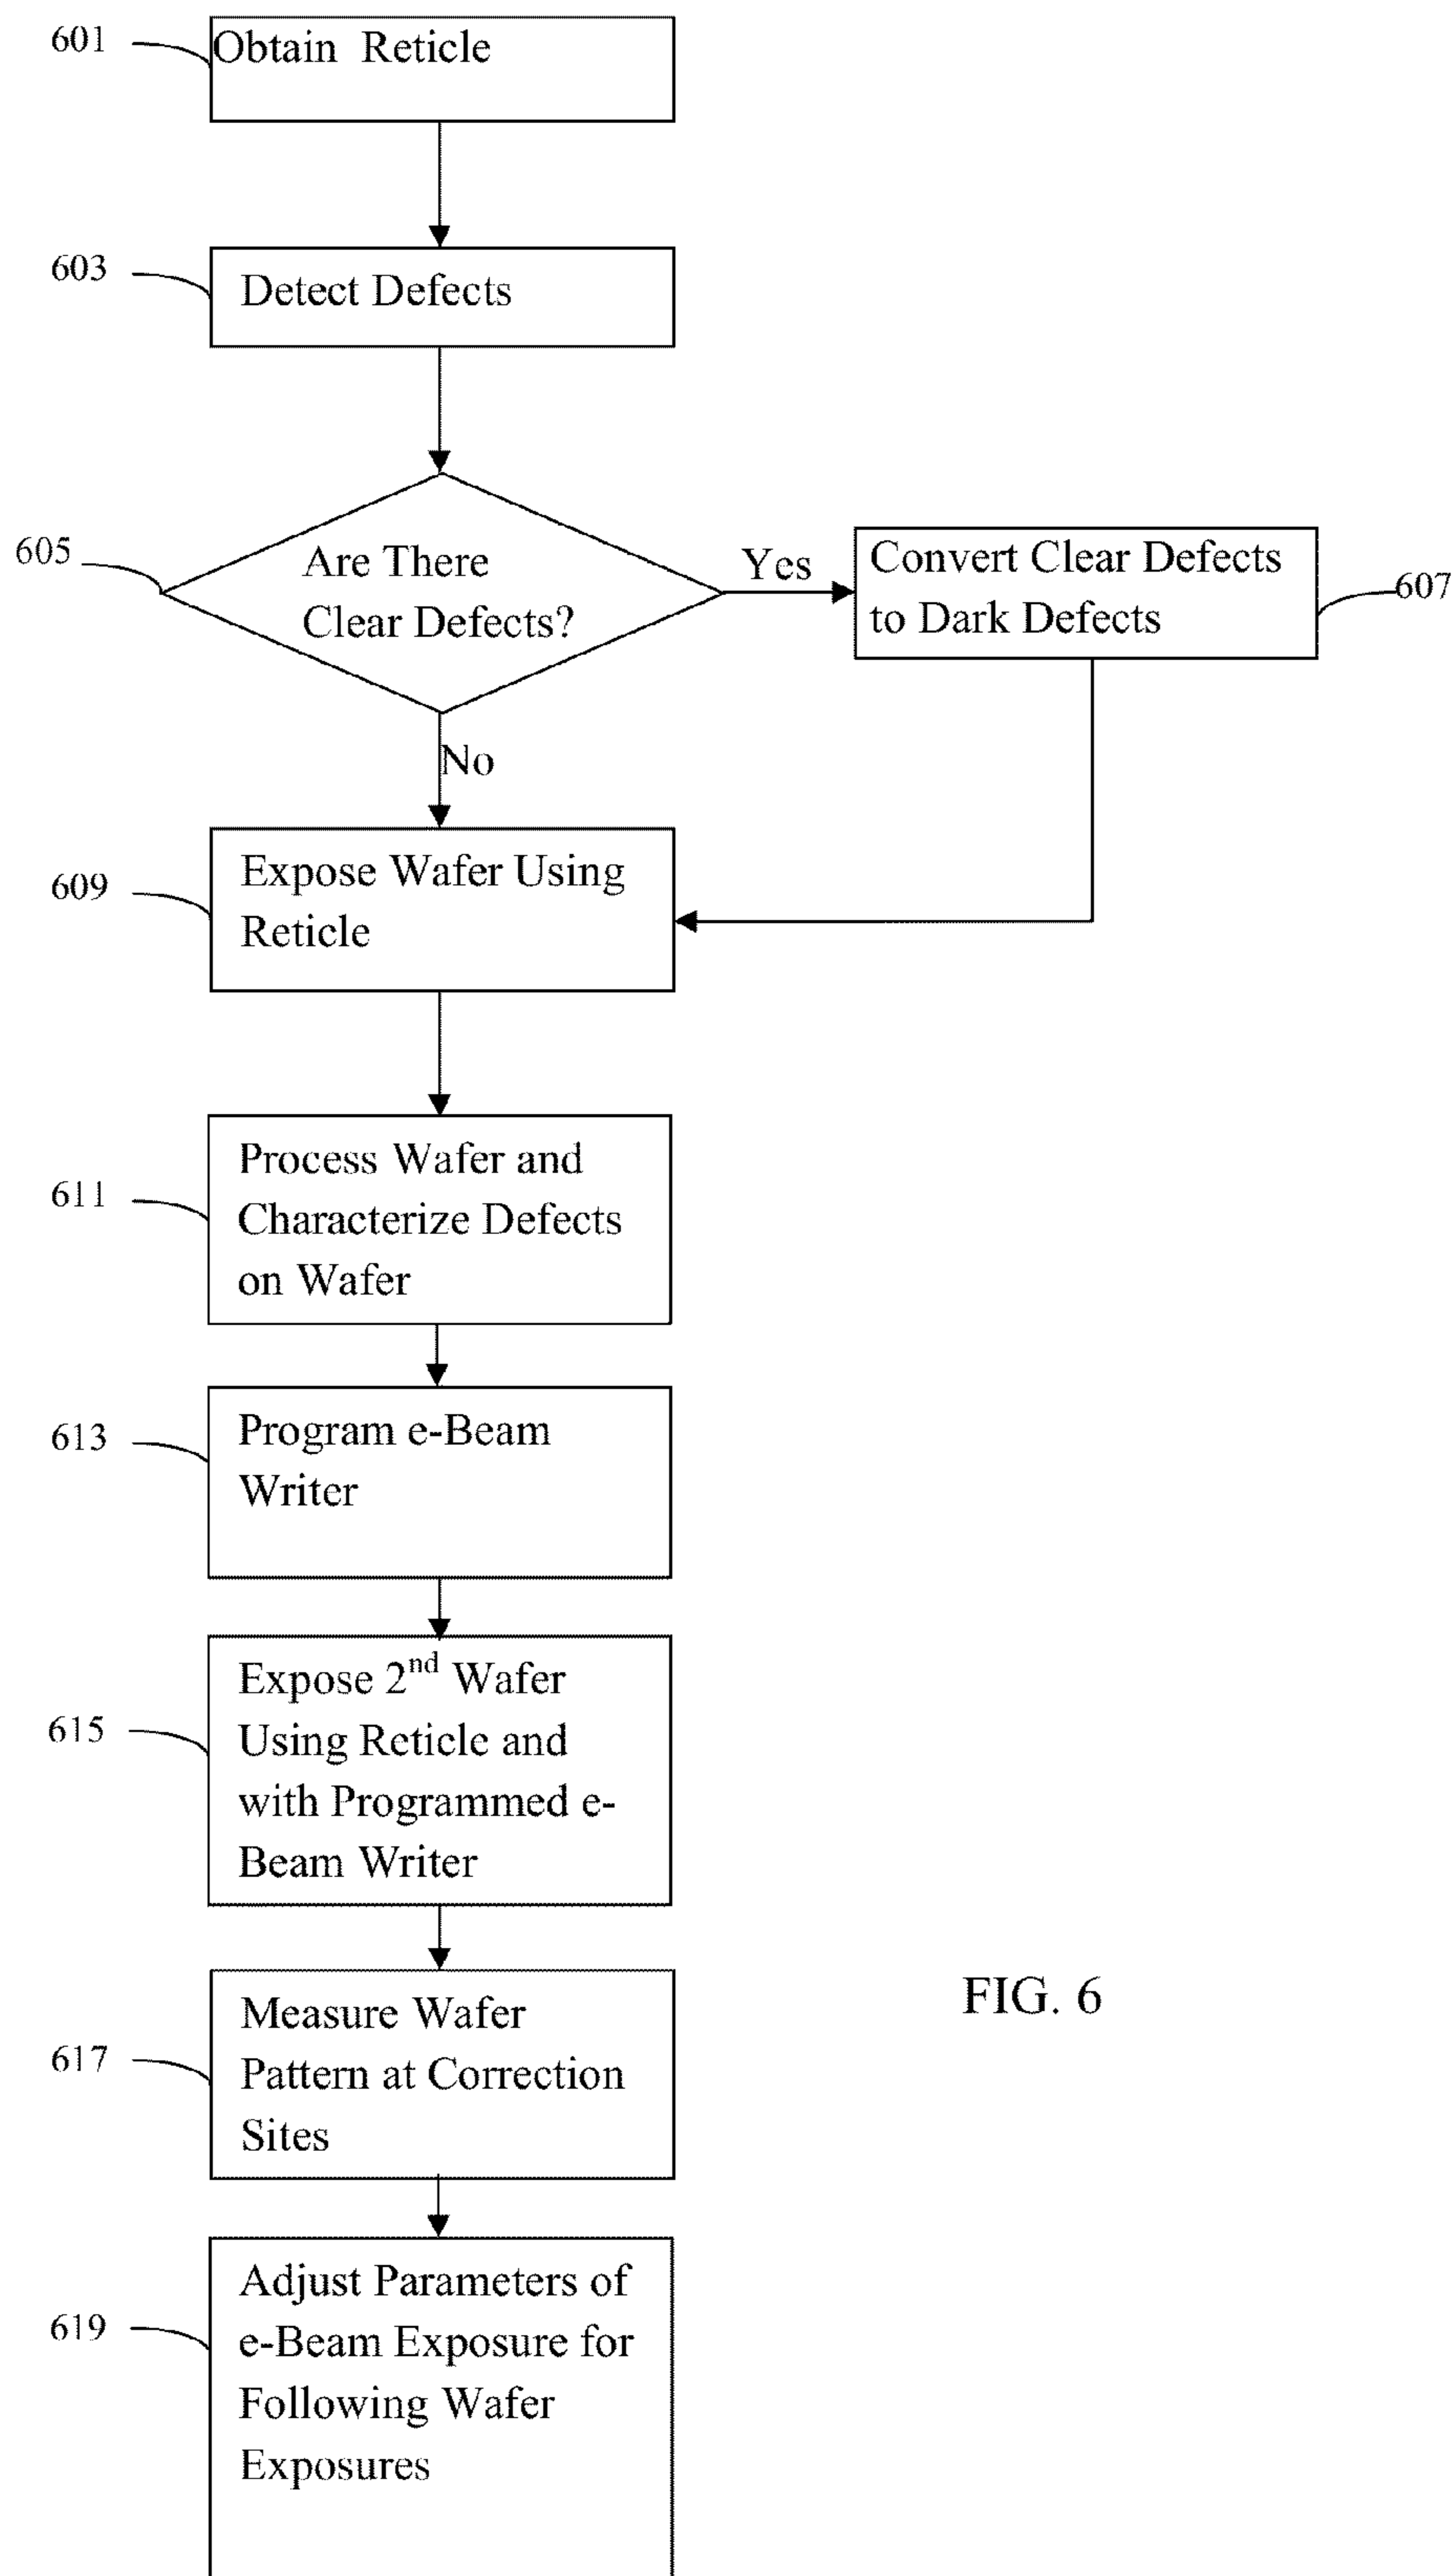 601
Obtain Reticle
603
Detect Defects
605
Are There
Clear Defects?
Yes
Convert Clear Defects
to Dark Defects
607
No
609
Expose Wafer Using
Reticle
611
Process Wafer and
Characterize Defects
on Wafer
613
Program e-Beam
Writer
615
Expose 2nd Wafer
Using Reticle and
with Programmed e-
Beam Writer
617
Measure Wafer
Pattern at Correction
Sites
FIG. 6
619
Adjust Parameters of
e-Beam Exposure for
Following Wafer
Exposures